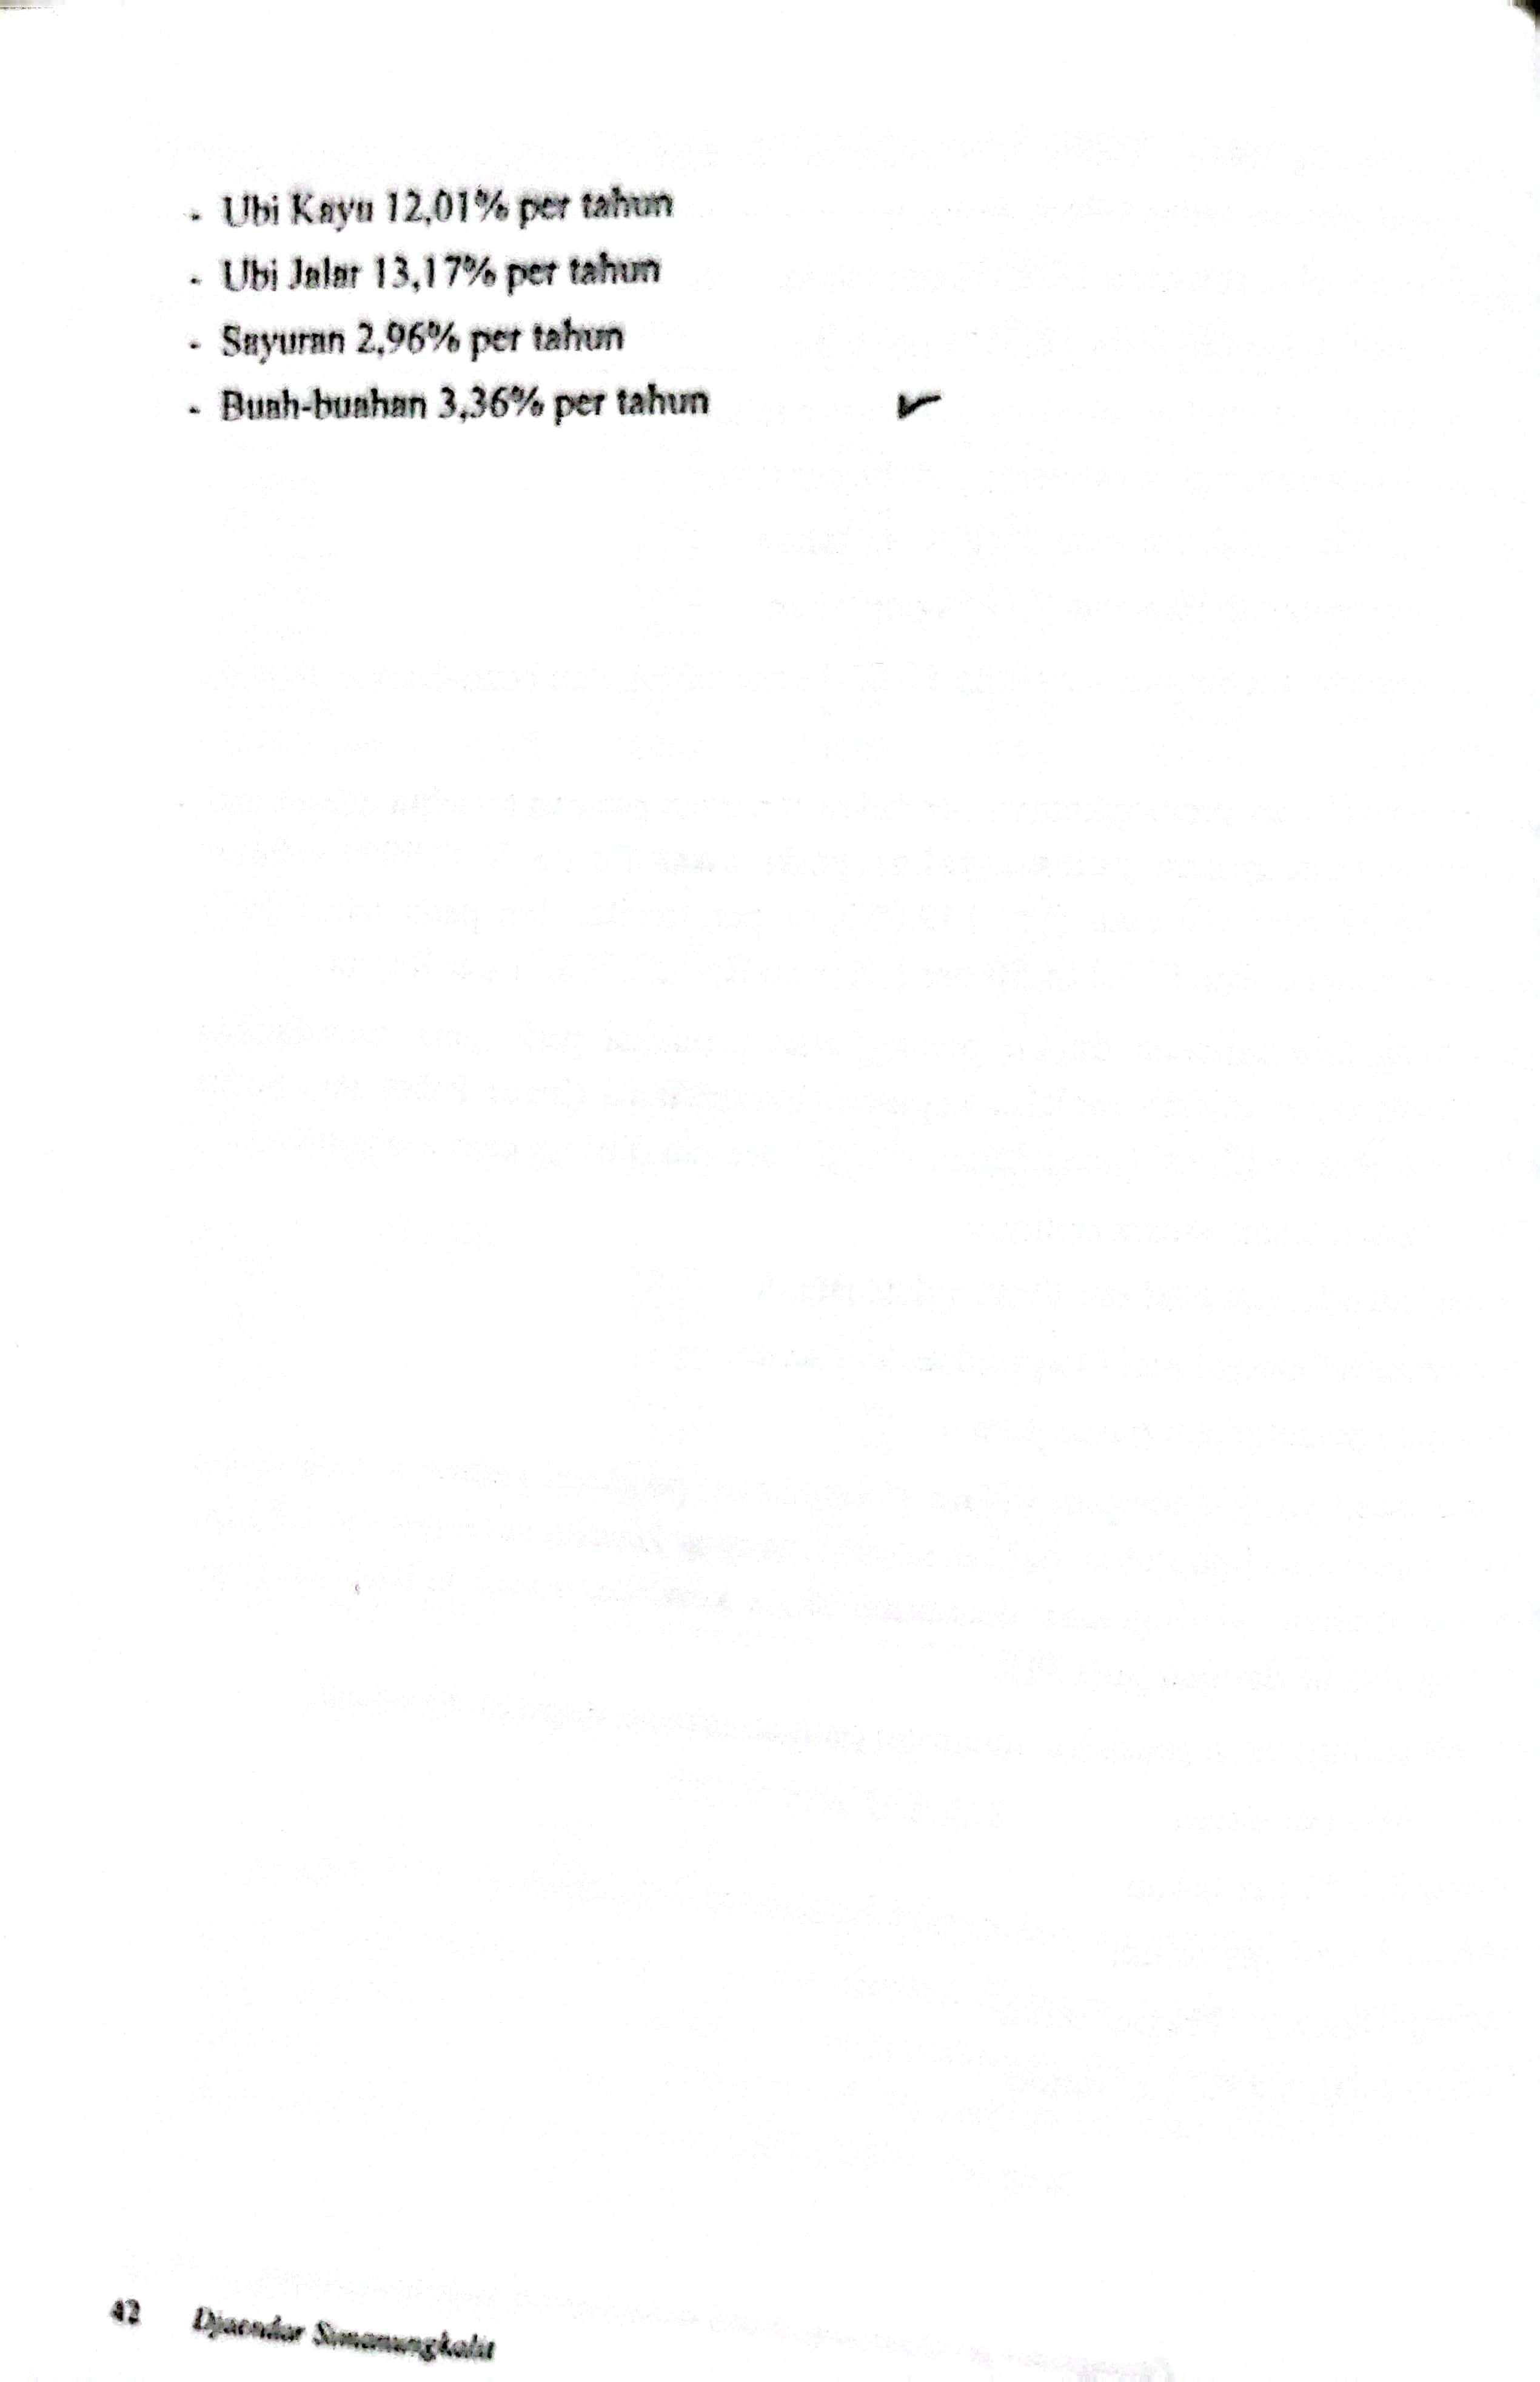 - Ubi Kayu 12,01% per tahun
- Ubi Jalar 13,17% per tahun
- Sayuran 2,96% per tahun
- Buah-buahan 3,36% per tahun
42 Djaendar Simamungkalit